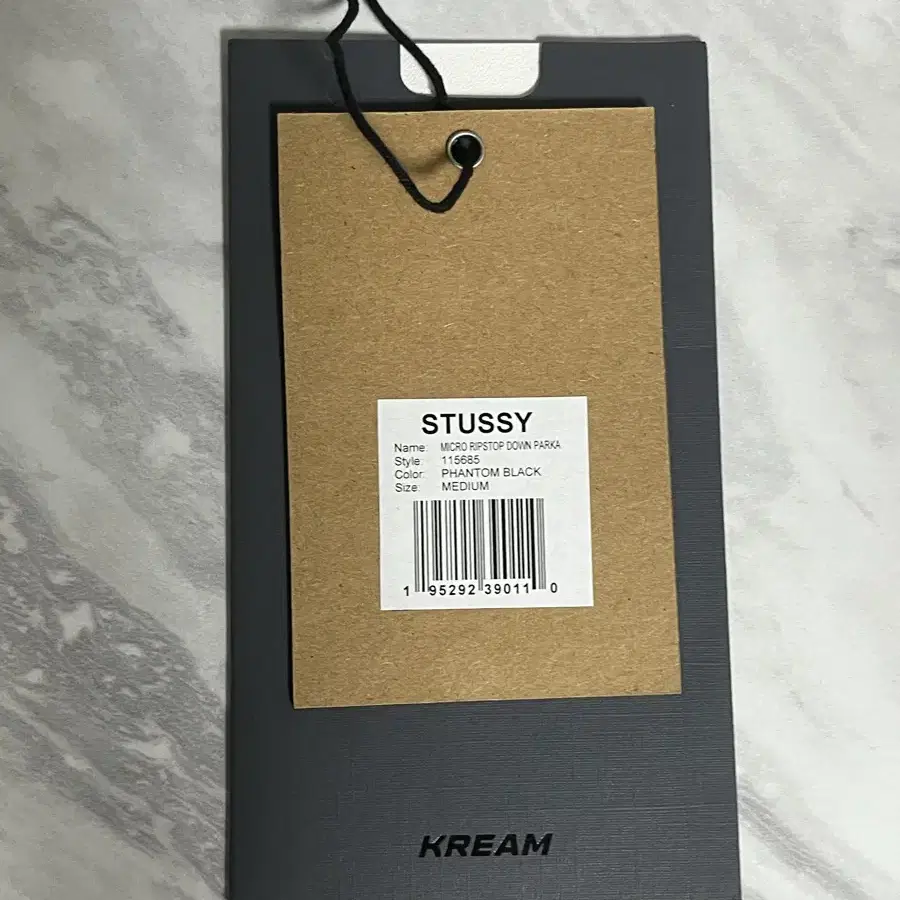 STUSSY
Name: MICRO RIPSTOP DOWN PARKA
Style: 115685
Color: PHANTOM BLACK
Size: MEDIUM
1 95292 39011 0
KREAM